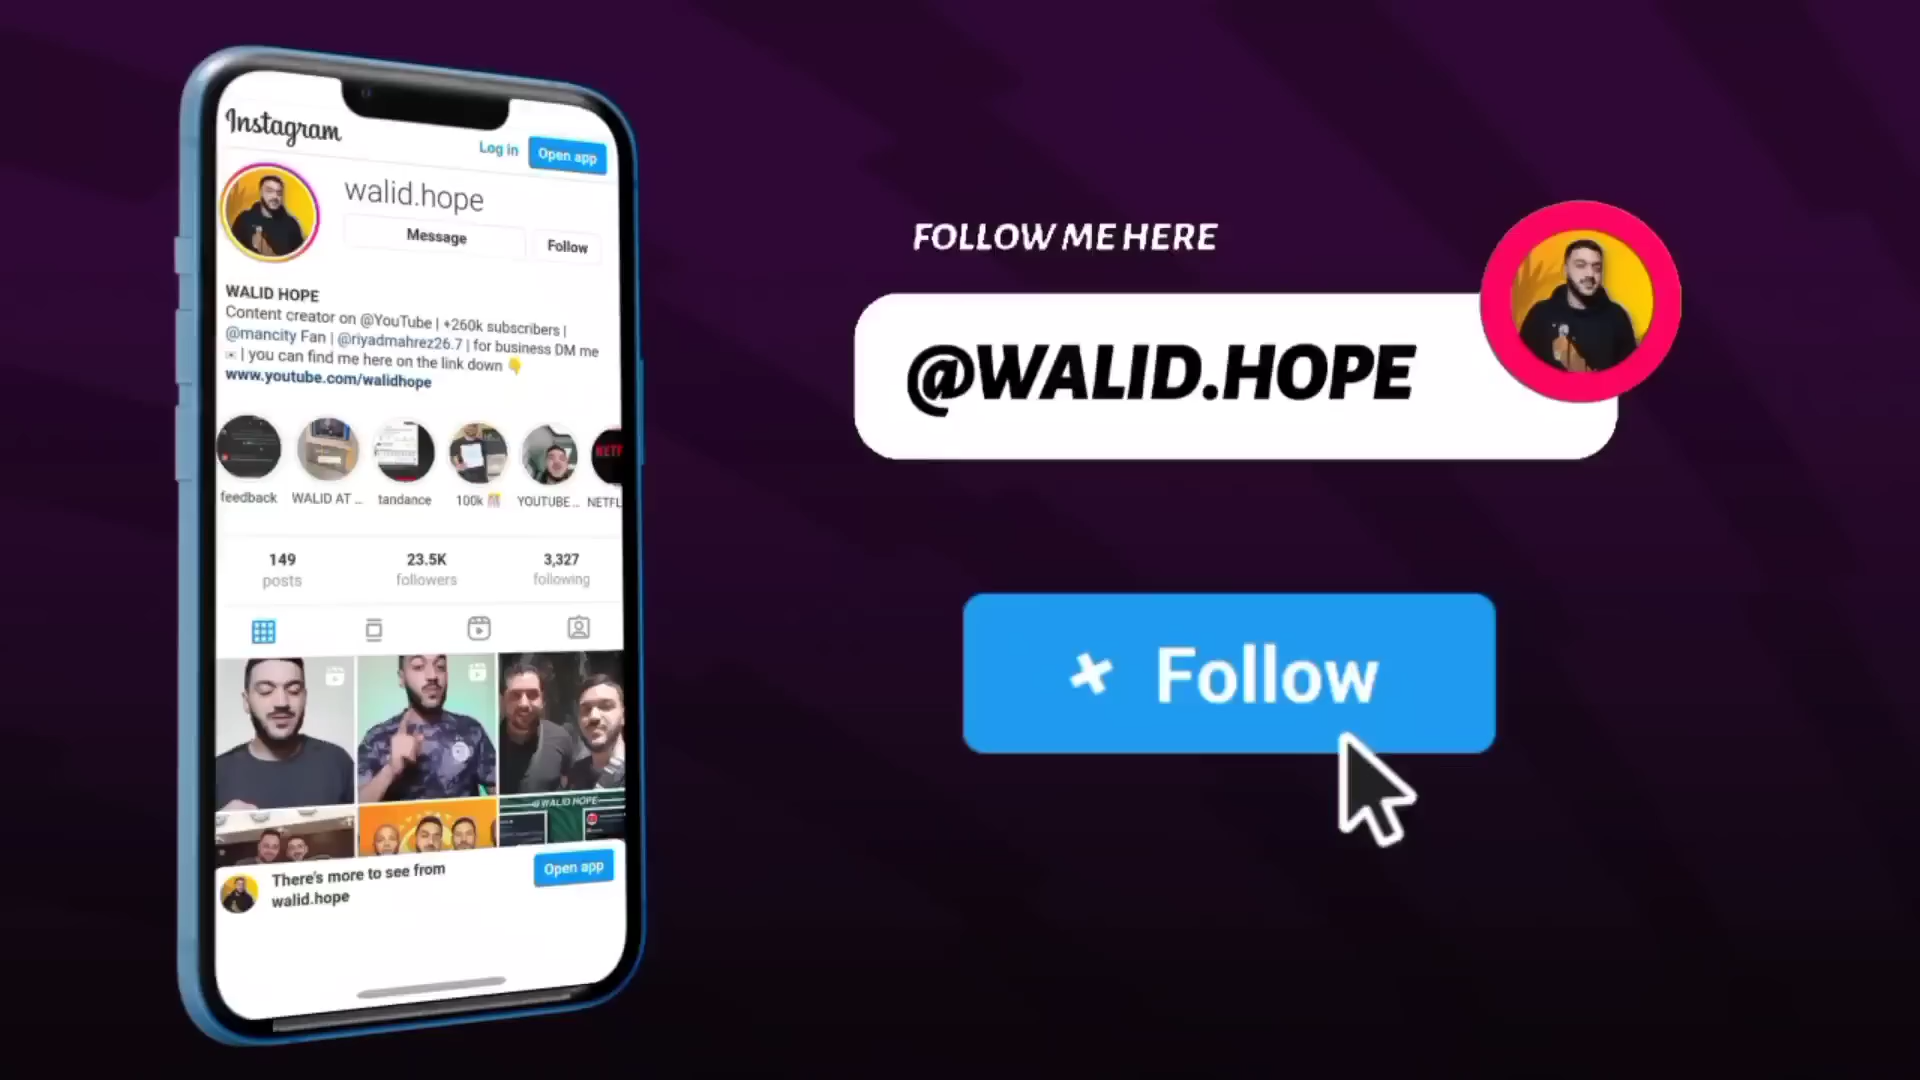 Instagram
Log in
Open app
walid.hope
Message
Follow
WALID HOPE
Content creator on @YouTube | +260k subscribers |
@mancity Fan | @riyadmahrez26.7 | for business DM me
| you can find me here on the link down 👇
www.youtube.com/walidhope
feedback
WALID AT ...
tandance
100k
YOUTUBE ...
NETFL
149
posts
23.5K
followers
3,327
following
@WALID HOPE
There's more to see from
walid.hope
Open app
FOLLOW ME HERE
@WALID.HOPE
Follow